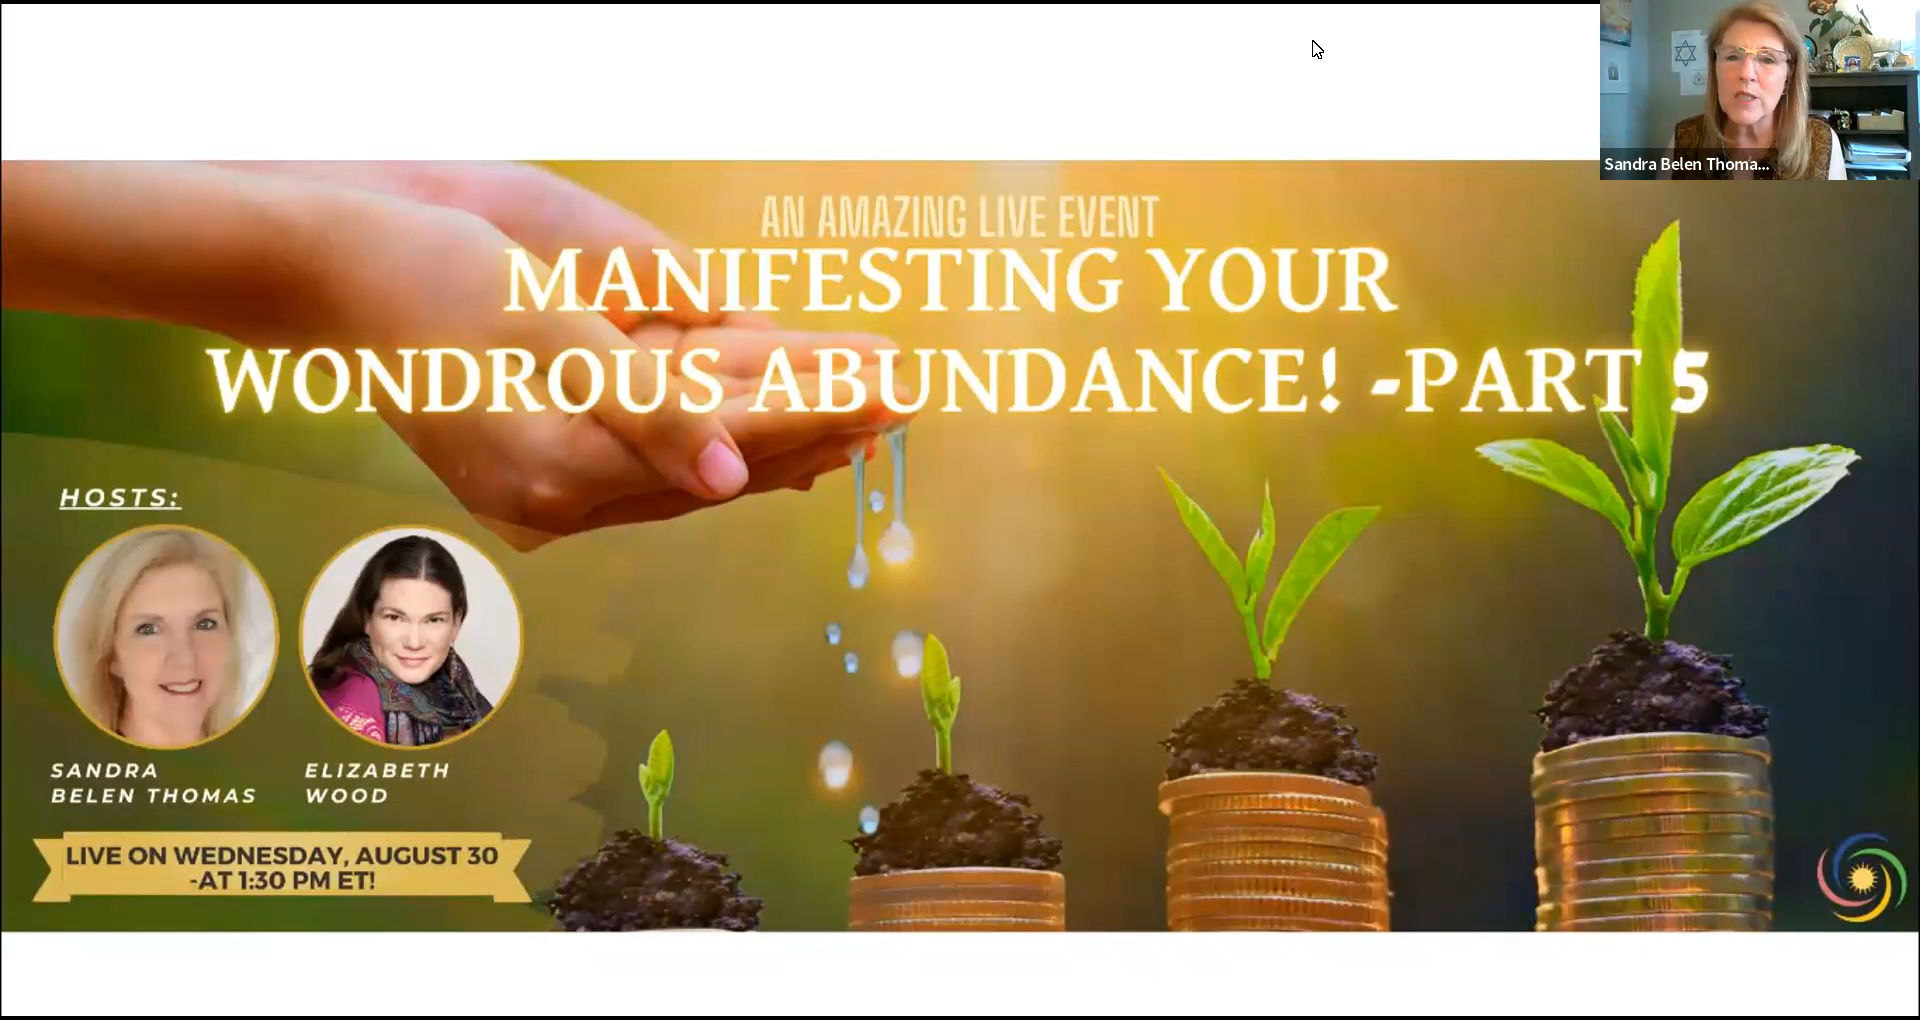 Sandra Belen Thoma...
AN AMAZING LIVE EVENT
MANIFESTING YOUR
WONDROUS ABUNDANCE! -PART 5
HOSTS:
SANDRA
BELEN THOMAS
ELIZABETH
WOOD
LIVE ON WEDNESDAY, AUGUST 30
-AT 1:30 PM ET!